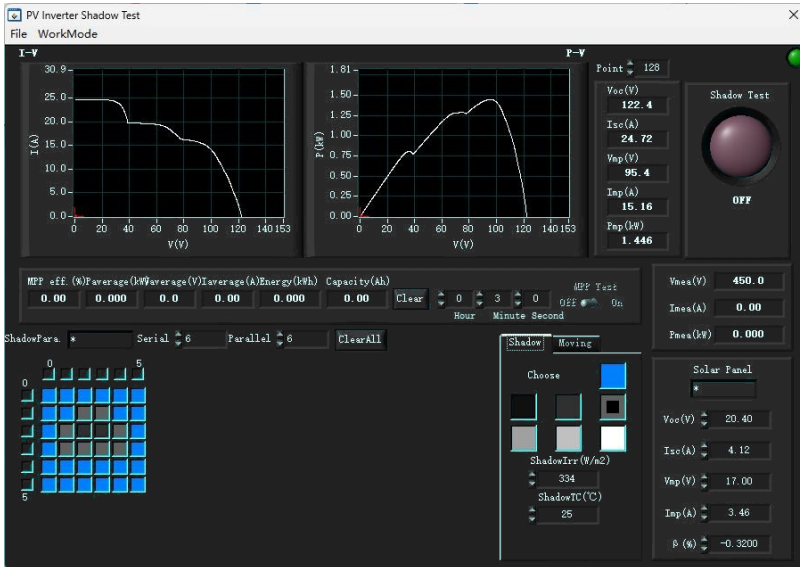 PV Inverter Shadow Test
File WorkMode
I-V P-V
30.9
25.0
20.0
15.0
10.0
5.0
0.0
I(A)
0 20 40 60 80 100 120 140 153
V(V)
1.81
1.50
1.25
1.00
0.75
0.50
0.25
0.00
P(kW)
0 20 40 60 80 100 120 140 153
V(V)
Point 128
Voc(V)
122.4
Isc(A)
24.72
Vmp(V)
95.4
Imp(A)
15.16
Pmp(kW)
1.446
Shadow Test
OFF
MPP eff. (%) Paverage(kW) Vaverage(V) Iaverage(A) Energy(kWh) Capacity(Ah)
0.00 0.000 0.0 0.00 0.000 0.00 Clear 0 3 0
Hour Minute Second
MPP Test
Off On
Vmea(V) 450.0
Imea(A) 0.00
Pmea(kW) 0.000
ShadowPara. * Serial 6 Parallel 6 ClearAll
0 5
0
5
Shadow Moving
Choose
ShadowIrr(W/m2)
334
ShadowTC(℃)
25
Solar Panel
*
Voc(V) 20.40
Isc(A) 4.12
Vmp(V) 17.00
Imp(A) 3.46
β (%) -0.3200